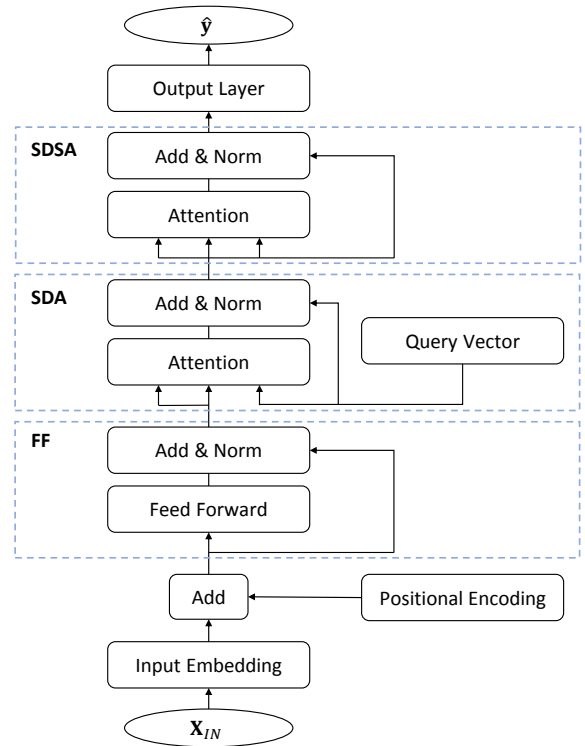 ŷ
Output Layer
SDSA
Add & Norm
Attention
SDA
Add & Norm
Query Vector
Attention
FF
Add & Norm
Feed Forward
Add
Positional Encoding
Input Embedding
X_IN